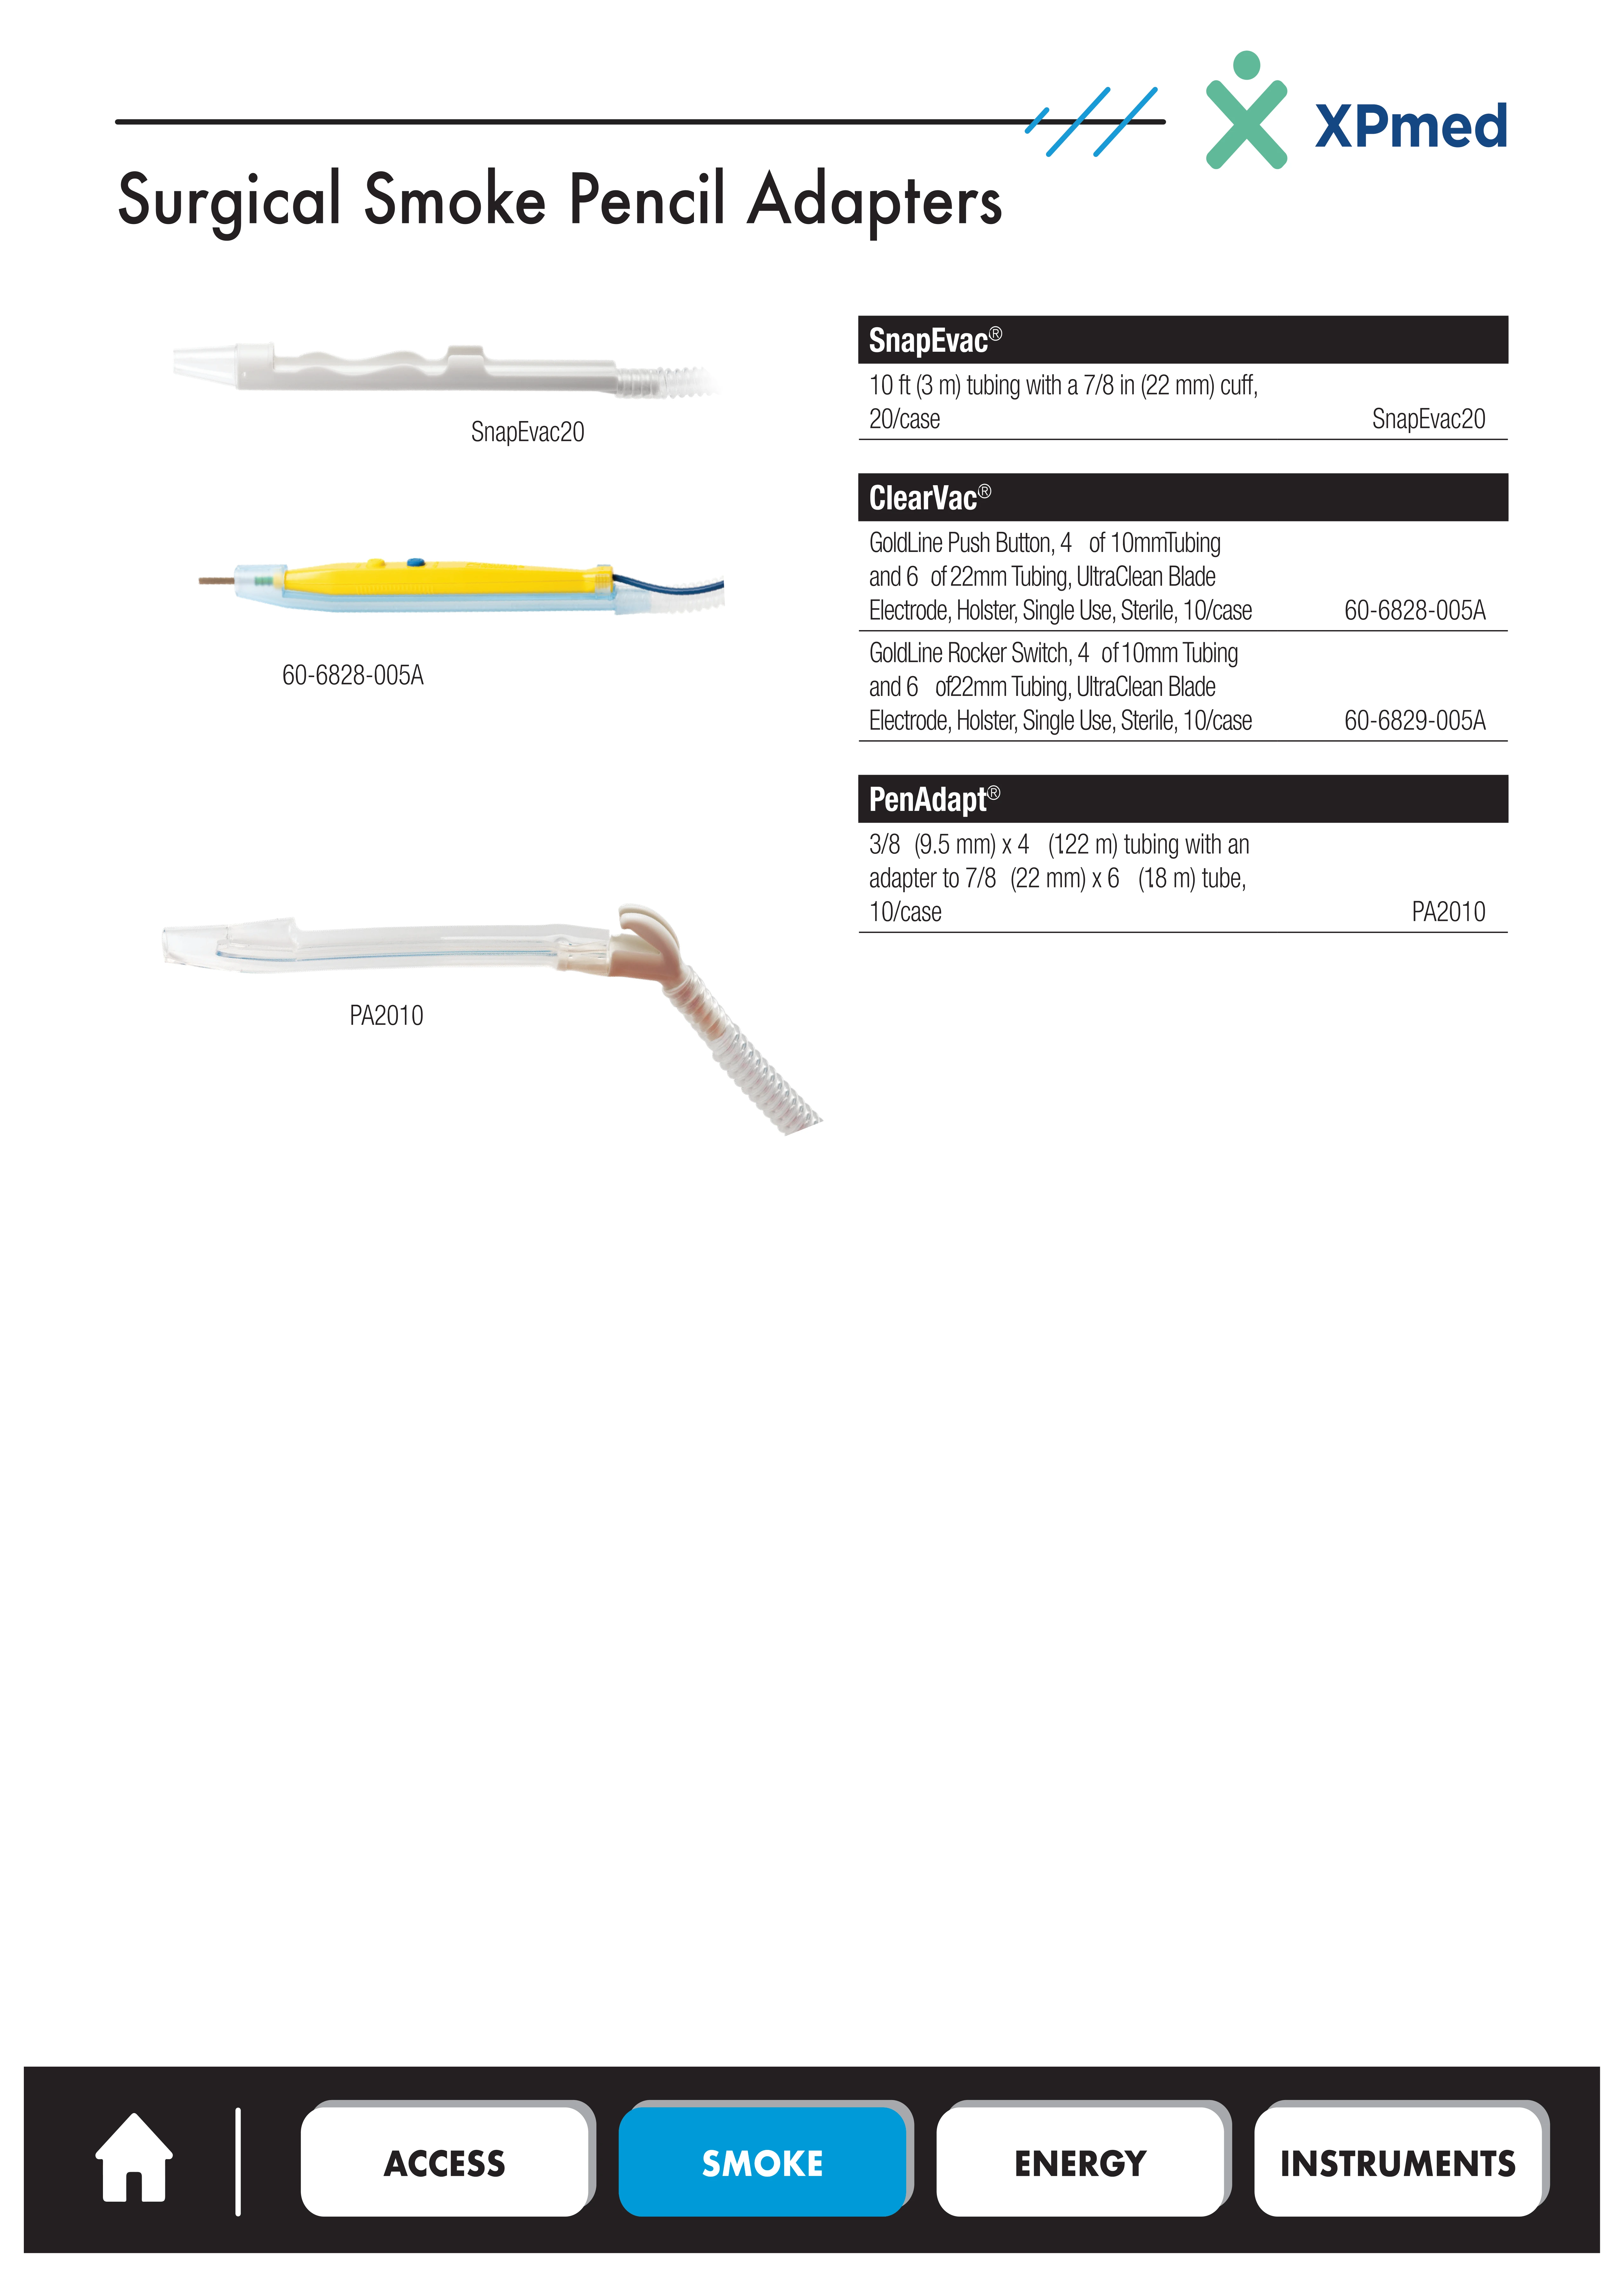 XPmed
Surgical Smoke Pencil Adapters
SnapEvac20
60-6828-005A
PA2010
SnapEvac®
10 ft (3 m) tubing with a 7/8 in (22 mm) cuff,
20/case SnapEvac20
ClearVac®
GoldLine Push Button, 4 of 10mmTubing
and 6 of 22mm Tubing, UltraClean Blade
Electrode, Holster, Single Use, Sterile, 10/case 60-6828-005A
GoldLine Rocker Switch, 4 of 10mm Tubing
and 6 of22mm Tubing, UltraClean Blade
Electrode, Holster, Single Use, Sterile, 10/case 60-6829-005A
PenAdapt®
3/8 (9.5 mm) x 4 (1.22 m) tubing with an
adapter to 7/8 (22 mm) x 6 (1.8 m) tube,
10/case PA2010
ACCESS
SMOKE
ENERGY
INSTRUMENTS